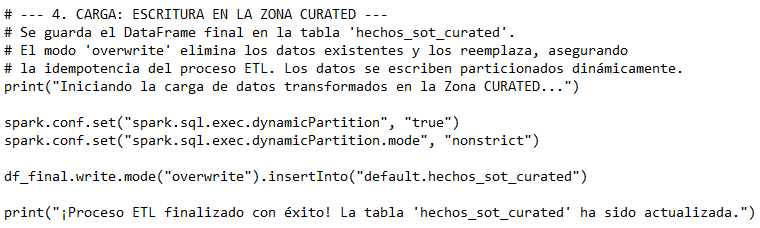 # --- 4. CARGA: ESCRITURA EN LA ZONA CURATED ---
# Se guarda el DataFrame final en la tabla 'hechos_sot_curated'.
# El modo 'overwrite' elimina los datos existentes y los reemplaza, asegurando
# la idempotencia del proceso ETL. Los datos se escriben particionados dinámicamente.
print("Iniciando la carga de datos transformados en la Zona CURATED...")
spark.conf.set("spark.sql.exec.dynamicPartition", "true")
spark.conf.set("spark.sql.exec.dynamicPartition.mode", "nonstrict")
df_final.write.mode("overwrite").insertInto("default.hechos_sot_curated")
print("¡Proceso ETL finalizado con éxito! La tabla 'hechos_sot_curated' ha sido actualizada.")